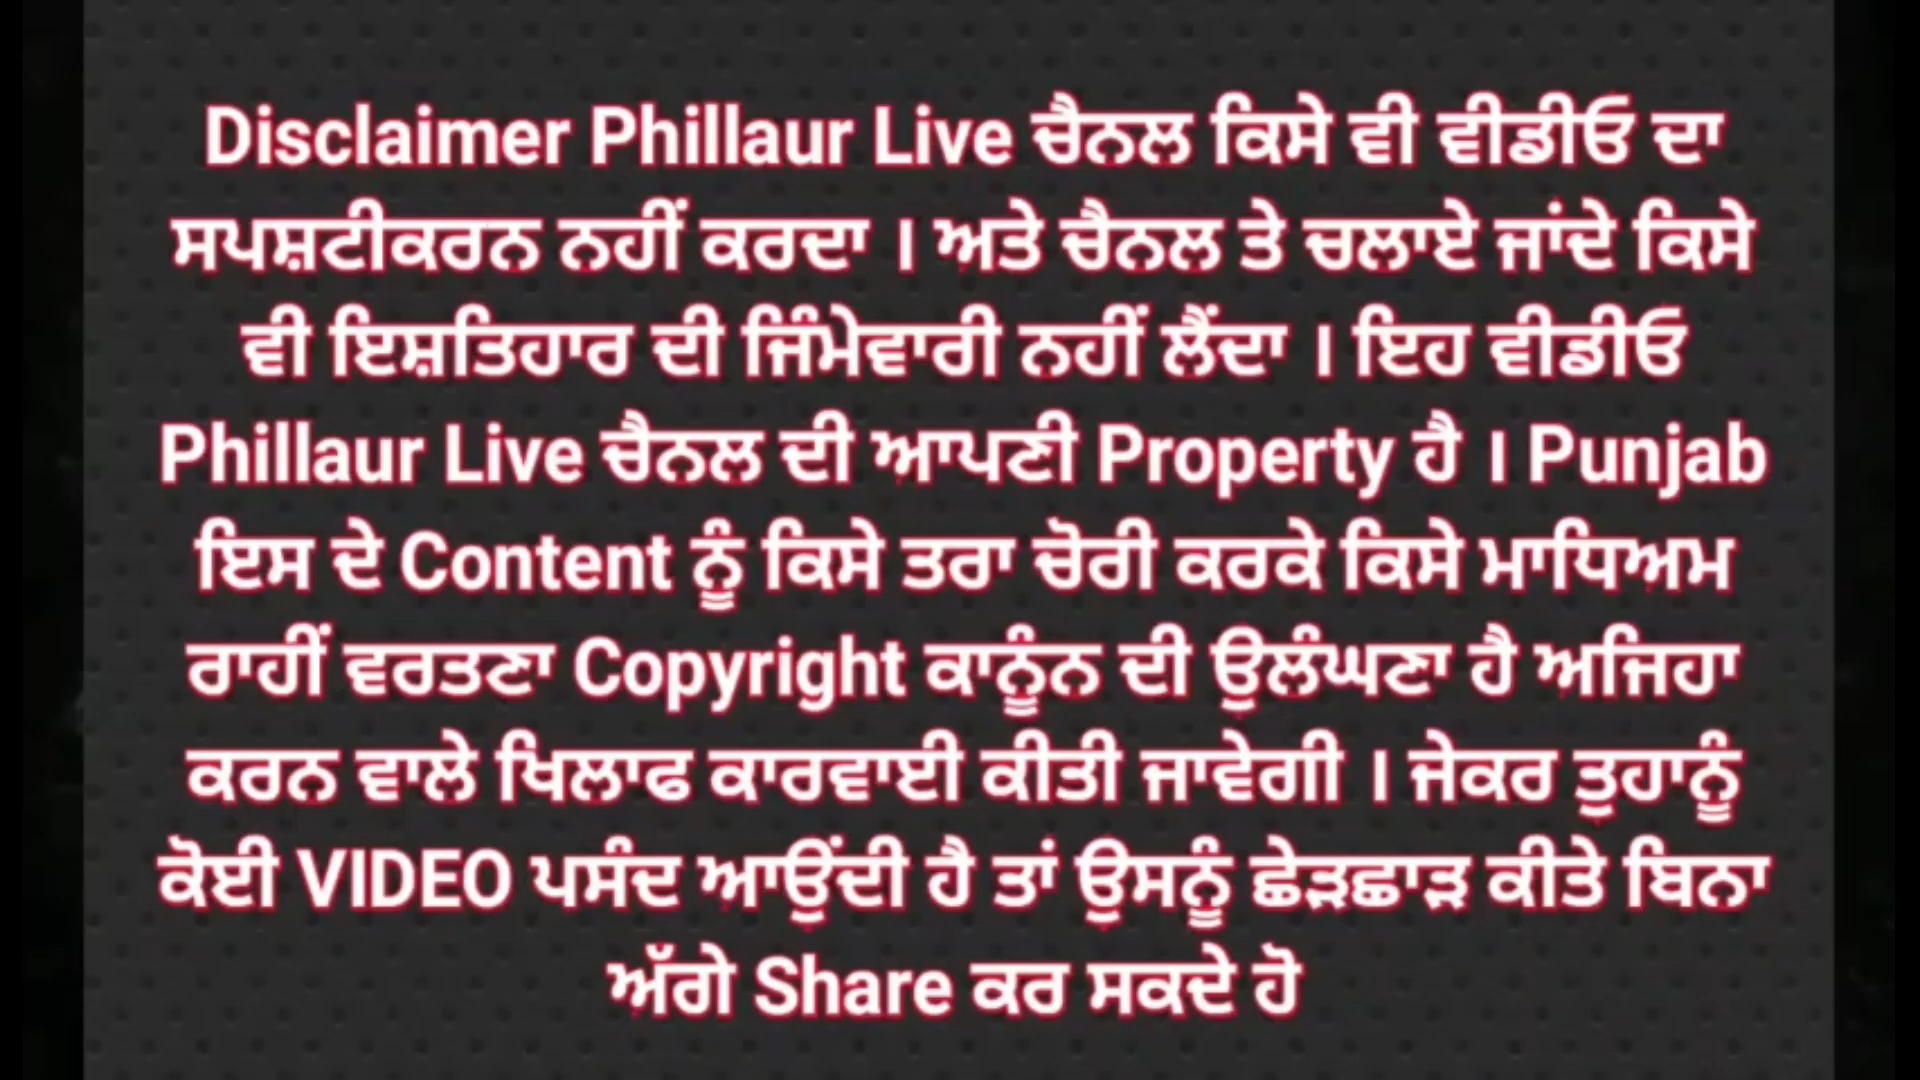 Disclaimer Phillaur Live ਚੈਨਲ ਕਿਸੇ ਵੀ ਵੀਡੀਓ ਦਾ
ਸਪਸ਼ਟੀਕਰਨ ਨਹੀਂ ਕਰਦਾ । ਅਤੇ ਚੈਨਲ ਤੇ ਚਲਾਏ ਜਾਂਦੇ ਕਿਸੇ
ਵੀ ਇਸ਼ਤਿਹਾਰ ਦੀ ਜਿੰਮੇਵਾਰੀ ਨਹੀਂ ਲੈਂਦਾ । ਇਹ ਵੀਡੀਓ
Phillaur Live ਚੈਨਲ ਦੀ ਆਪਣੀ Property ਹੈ । Punjab
ਇਸ ਦੇ Content ਨੂੰ ਕਿਸੇ ਤਰਾ ਚੋਰੀ ਕਰਕੇ ਕਿਸੇ ਮਾਧਿਅਮ
ਰਾਹੀਂ ਵਰਤਣਾ Copyright ਕਾਨੂੰਨ ਦੀ ਉਲੰਘਣਾ ਹੈ ਅਜਿਹਾ
ਕਰਨ ਵਾਲੇ ਖਿਲਾਫ ਕਾਰਵਾਈ ਕੀਤੀ ਜਾਵੇਗੀ । ਜੇਕਰ ਤੁਹਾਨੂੰ
ਕੋਈ VIDEO ਪਸੰਦ ਆਉਂਦੀ ਹੈ ਤਾਂ ਉਸਨੂੰ ਛੇੜਛਾੜ ਕੀਤੇ ਬਿਨਾ
ਅੱਗੇ Share ਕਰ ਸਕਦੇ ਹੋ